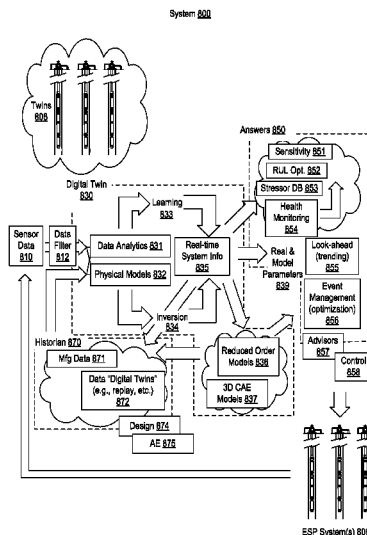 System 800
Twins
808
Answers 850
Sensitivity 851
RUL Opt. 852
Stressor DB 853
Health
Monitoring
854
Digital Twin
830
Learning
833
Sensor
Data
810
Data
Filter
812
Data Analytics 831
Physical Models 832
Real-time
System Info
835
Real &
Model
Parameters
839
Look-ahead
(trending)
855
Event
Management
(optimization)
856
Inversion
834
Historian 870
Mfg Data 871
Data "Digital Twins"
(e.g., replay, etc.)
872
Reduced Order
Models 836
3D CAE
Models 837
Advisors
857
Control
858
Design 874
AE 875
ESP System(s)